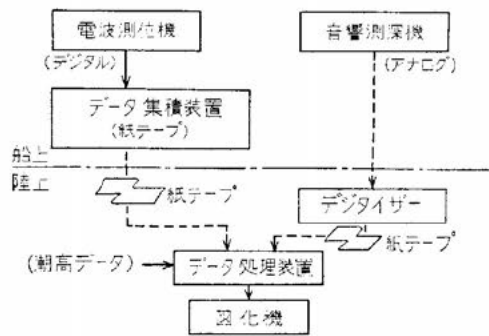 電波測位機
音響測深機
(デジタル)
(アナログ)
データ集積装置
(紙テープ)
船上
陸上
紙テープ
デジタイザー
紙テープ
(潮高データ)
データ処理装置
図化機